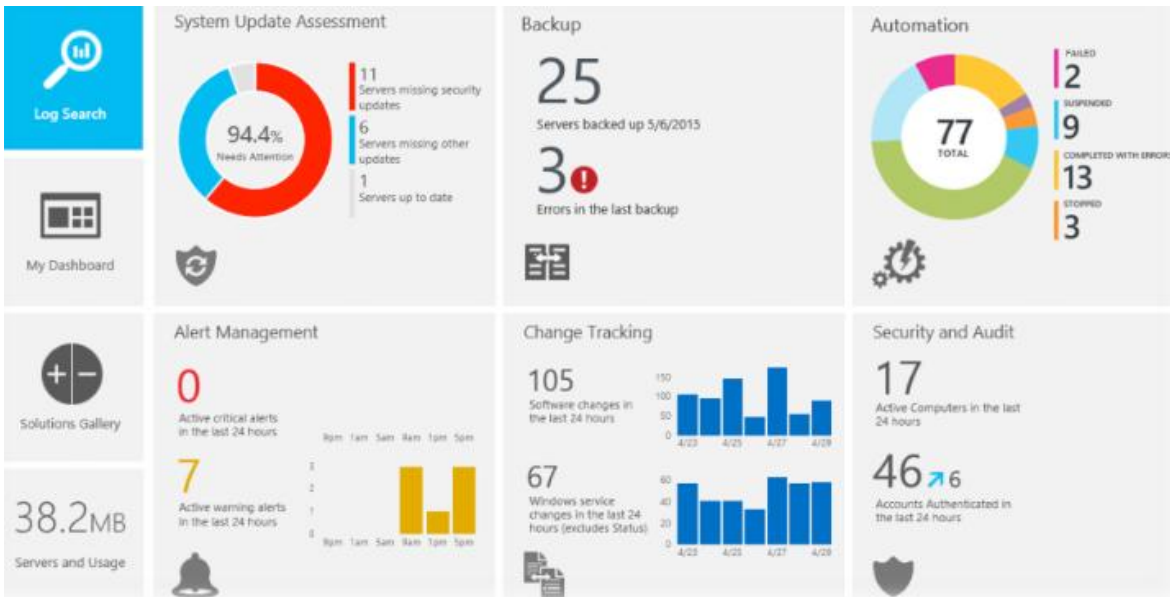 Log Search
My Dashboard
Solutions Gallery
38.2MB
Servers and Usage
System Update Assessment
94.4%
Needs Attention
11
Servers missing security
updates
6
Servers missing other
updates
1
Servers up to date
Backup
25
Servers backed up 5/6/2015
3
Errors in the last backup
Automation
77
TOTAL
FAILED
2
SUSPENDED
9
COMPLETED WITH ERRORS
13
STOPPED
3
Alert Management
0
Active critical alerts
in the last 24 hours
9pm 1am 5am 9am 1pm 5pm
7
Active warning alerts
in the last 24 hours
3
2
1
0
9pm 1am 5am 9am 1pm 5pm
Change Tracking
105
Software changes in
the last 24 hours
150
100
50
0
4/23 4/25 4/27 4/29
67
Windows service
changes in the last 24
hours (excludes Status)
60
40
20
0
4/23 4/25 4/27 4/29
Security and Audit
17
Active Computers in the last
24 hours
46 6
Accounts Authenticated in
the last 24 hours